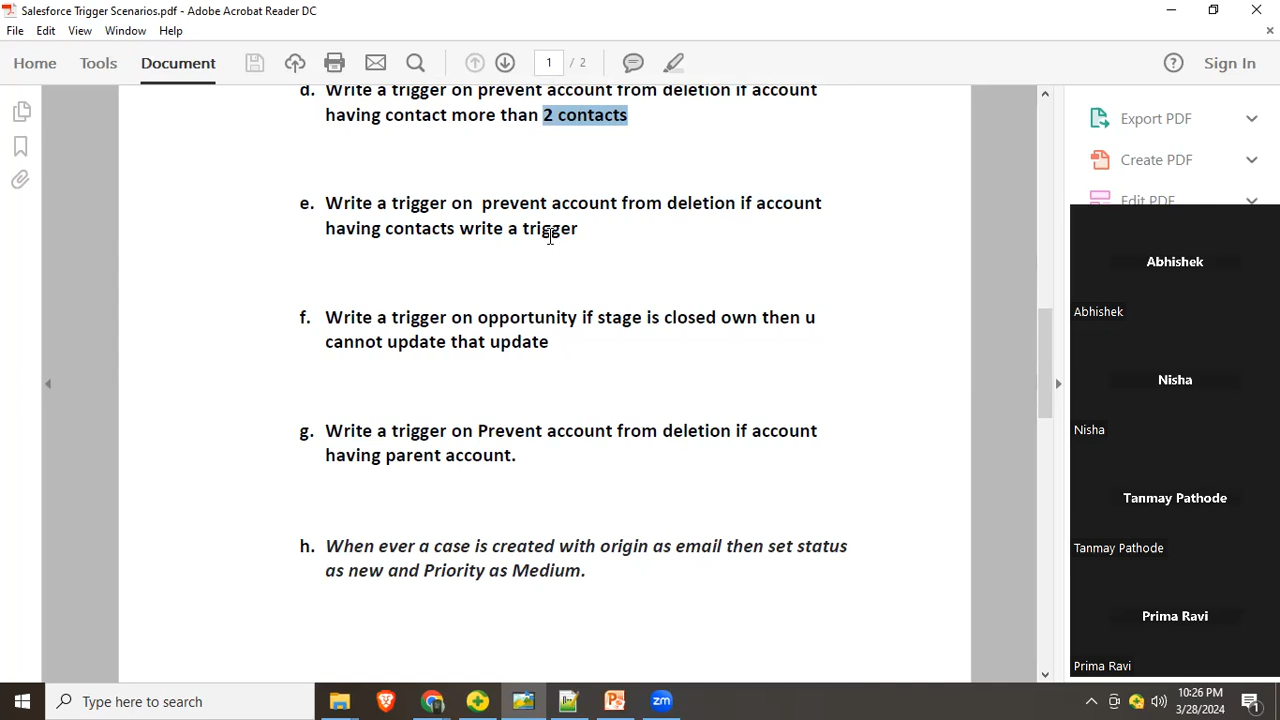 Salesforce Trigger Scenarios.pdf - Adobe Acrobat Reader DC
File Edit View Window Help
Home Tools Document 1 / 2 Sign In
d. Write a trigger on prevent account from deletion if account
having contact more than 2 contacts
e. Write a trigger on prevent account from deletion if account
having contacts write a trigger
f. Write a trigger on opportunity if stage is closed own then u
cannot update that update
g. Write a trigger on Prevent account from deletion if account
having parent account.
h. When ever a case is created with origin as email then set status
as new and Priority as Medium.
Export PDF
Create PDF
Edit PDF
Abhishek
Abhishek
Nisha
Nisha
Tanmay Pathode
Tanmay Pathode
Prima Ravi
Prima Ravi
Type here to search
zm
10:26 PM
3/28/2024
1